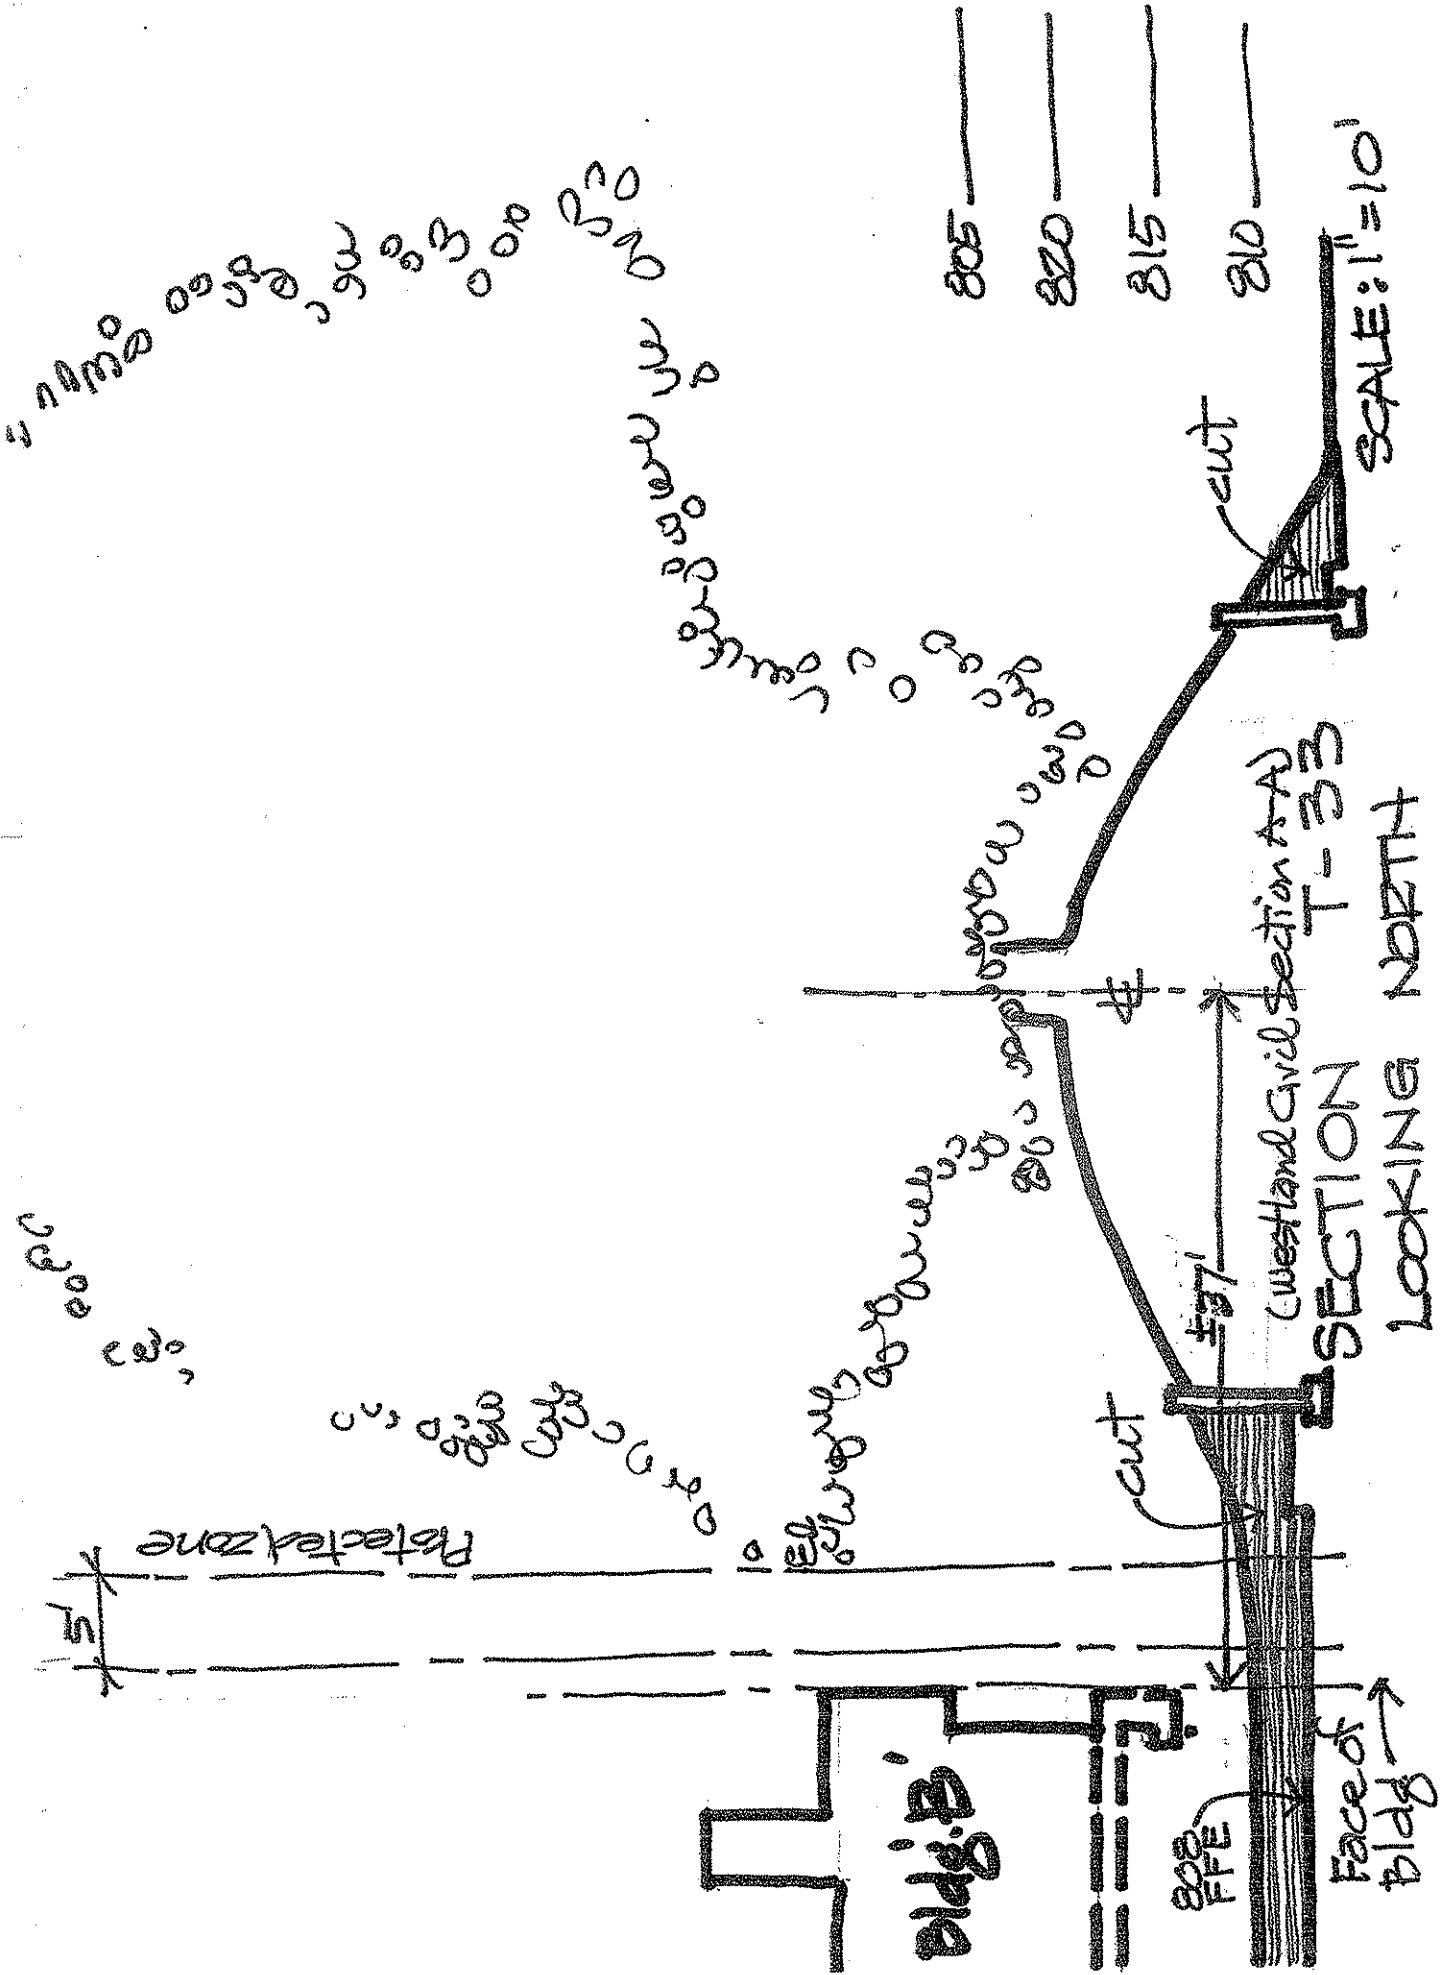 5'
Protected zone
Bldg. 'B'
805
820
815
810
cut
cut
808
FFE
±37'
Face of
Bldg
(Westland Civil Section A-A)
SECTION T-33
LOOKING NORTH
SCALE: 1"=10'